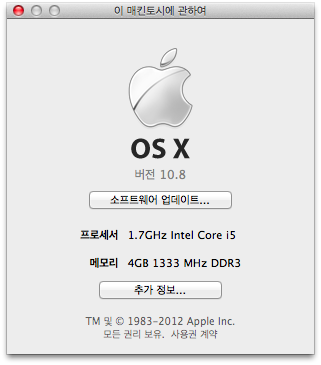 이 매킨토시에 관하여
OS X
버전 10.8
소프트웨어 업데이트...
프로세서 1.7GHz Intel Core i5
메모리 4GB 1333 MHz DDR3
추가 정보...
TM 및 © 1983-2012 Apple Inc.
모든 권리 보유. 사용권 계약